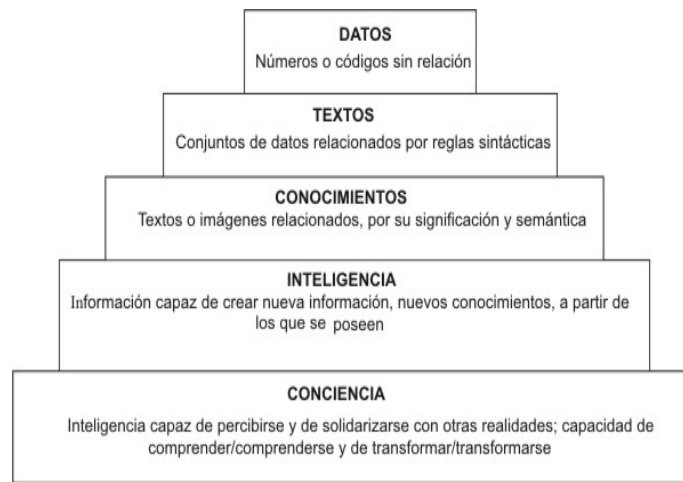 DATOS
Números o códigos sin relación
TEXTOS
Conjuntos de datos relacionados por reglas sintácticas
CONOCIMIENTOS
Textos o imágenes relacionados, por su significación y semántica
INTELIGENCIA
Información capaz de crear nueva información, nuevos conocimientos, a partir de
los que se poseen
CONCIENCIA
Inteligencia capaz de percibirse y de solidarizarse con otras realidades; capacidad de
comprender/comprenderse y de transformar/transformarse